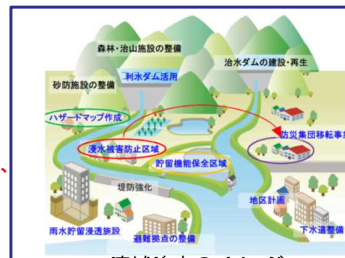 森林・治山施設の整備
治水ダムの建設・再生
利水ダム活用
砂防施設の整備
ハザードマップ作成
防災集団移転事
浸水被害防止区域
貯留機能保全区域
、
堤防強化
地区計画
雨水貯留浸透施設
下水道整備
避難拠点の整備